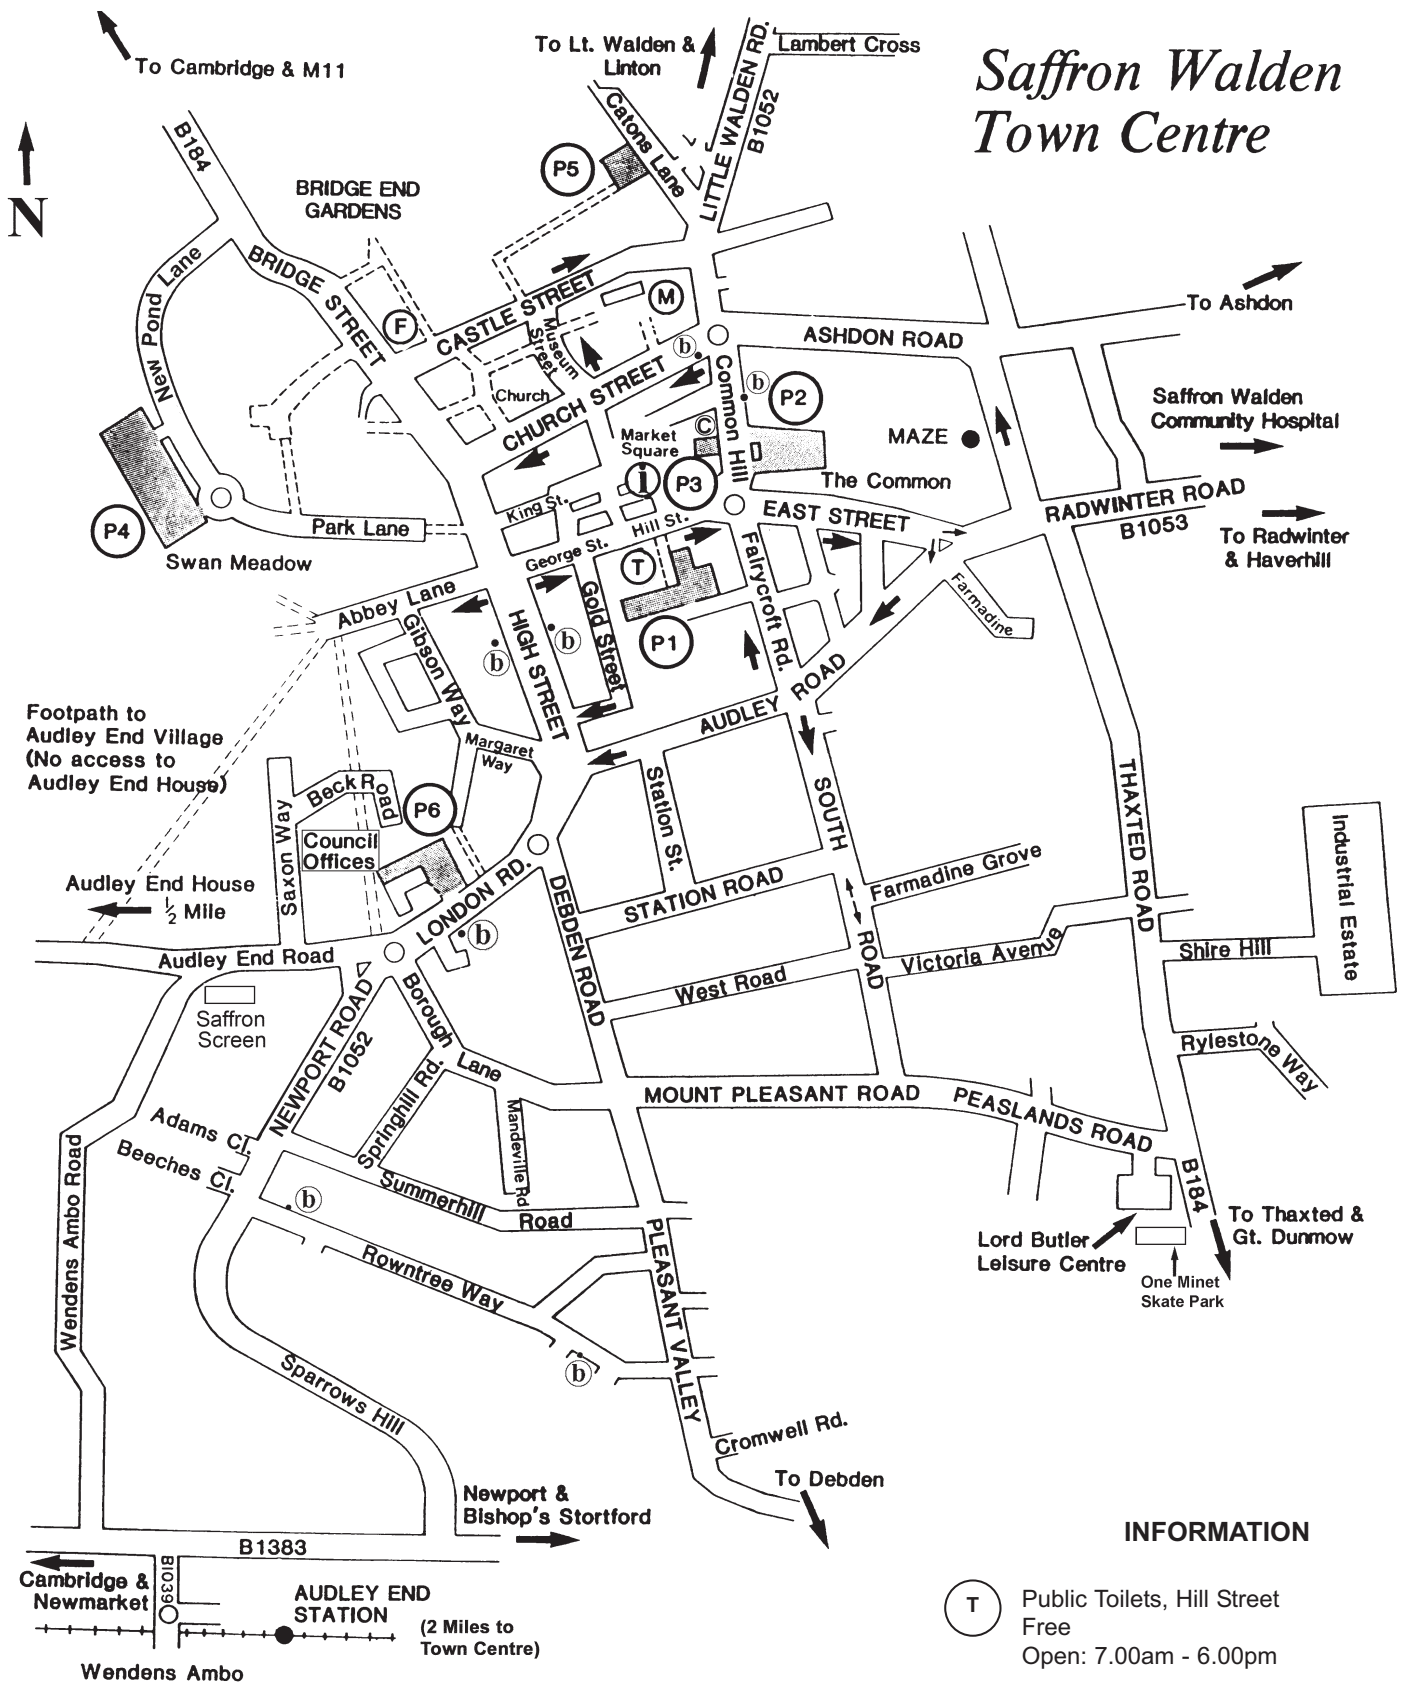 Saffron Walden
Town Centre
To Cambridge & M11
To Lt. Walden &
Linton
LITTLE WALDEN RD.
B1052
Lambert Cross
Catons Lane
B184
N
BRIDGE END
GARDENS
P5
New Pond Lane
BRIDGE STREET
F
CASTLE STREET
M
Museum
Street
Church
CHURCH STREET
b
ASHDON ROAD
To Ashdon
Common Hill
b
P2
C
Market
Square
i
P3
MAZE
The Common
Saffron Walden
Community Hospital
RADWINTER ROAD
B1053
To Radwinter
& Haverhill
P4
Swan Meadow
Park Lane
King St.
Hill St.
George St.
EAST STREET
T
P1
Fairycroft Rd.
Farmadine
Abbey Lane
Gibson Way
HIGH STREET
b
b
Gold Street
AUDLEY ROAD
Margaret
Way
Footpath to
Audley End Village
(No access to
Audley End House)
Beck Road
P6
Saxon Way
Council
Offices
Station St.
SOUTH ROAD
THAXTED ROAD
Industrial Estate
Audley End House
½ Mile
LONDON RD.
b
DEBDEN ROAD
STATION ROAD
Farmadine Grove
Victoria Avenue
Shire Hill
Audley End Road
West Road
Saffron
Screen
NEWPORT ROAD
B1052
Borough Lane
Rylestone Way
Springhill Rd.
Mandeville Rd
MOUNT PLEASANT ROAD
PEASLANDS ROAD
Adams Cl.
Beeches Cl.
Wendens Ambo Road
b
Summerhill Road
B184
Lord Butler
Leisure Centre
To Thaxted &
Gt. Dunmow
One Minet
Skate Park
Rowntree Way
PLEASANT VALLEY
b
Sparrows Hill
Cromwell Rd.
To Debden
Newport &
Bishop's Stortford
B1383
Cambridge &
Newmarket
B1039
AUDLEY END
STATION
(2 Miles to
Town Centre)
Wendens Ambo
INFORMATION
T
Public Toilets, Hill Street
Free
Open: 7.00am - 6.00pm